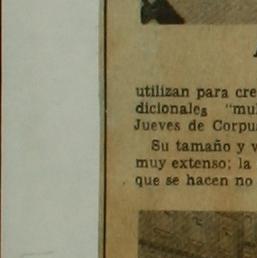 utilizan para cre
dicionales "mul
Jueves de Corpu
Su tamaño y v
muy extenso; la
que se hacen no